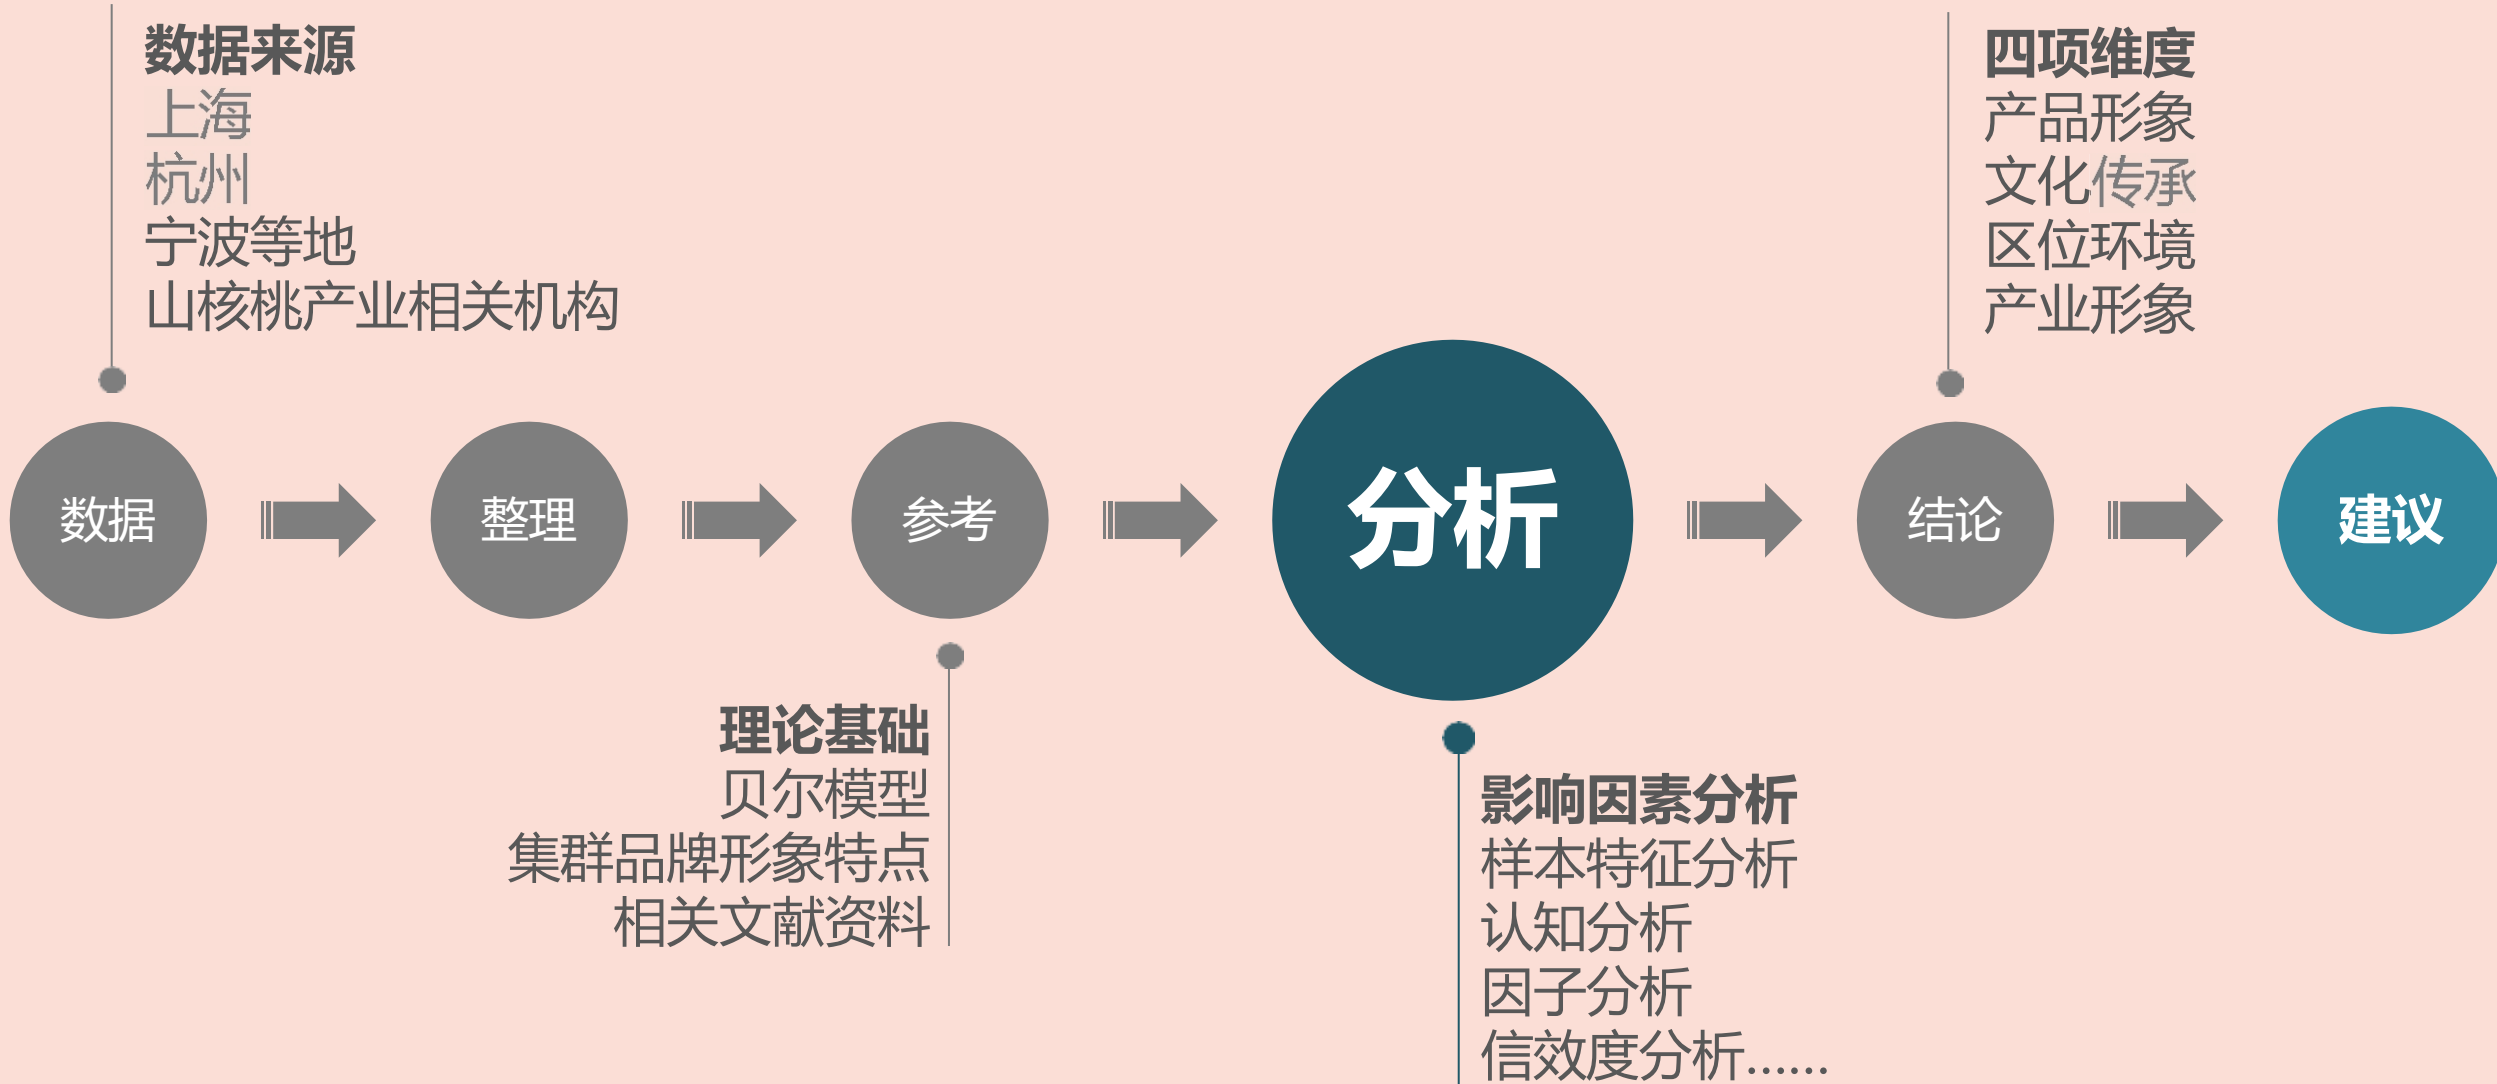 数据来源
上海
杭州
宁波等地
山核桃产业相关机构
四项维度
产品形象
文化传承
区位环境
产业形象
数据
整理
参考
分析
结论
建议
理论基础
贝尔模型
集群品牌形象特点
相关文献资料
影响因素分析
样本特征分析
认知分析
因子分析
信效度分析……